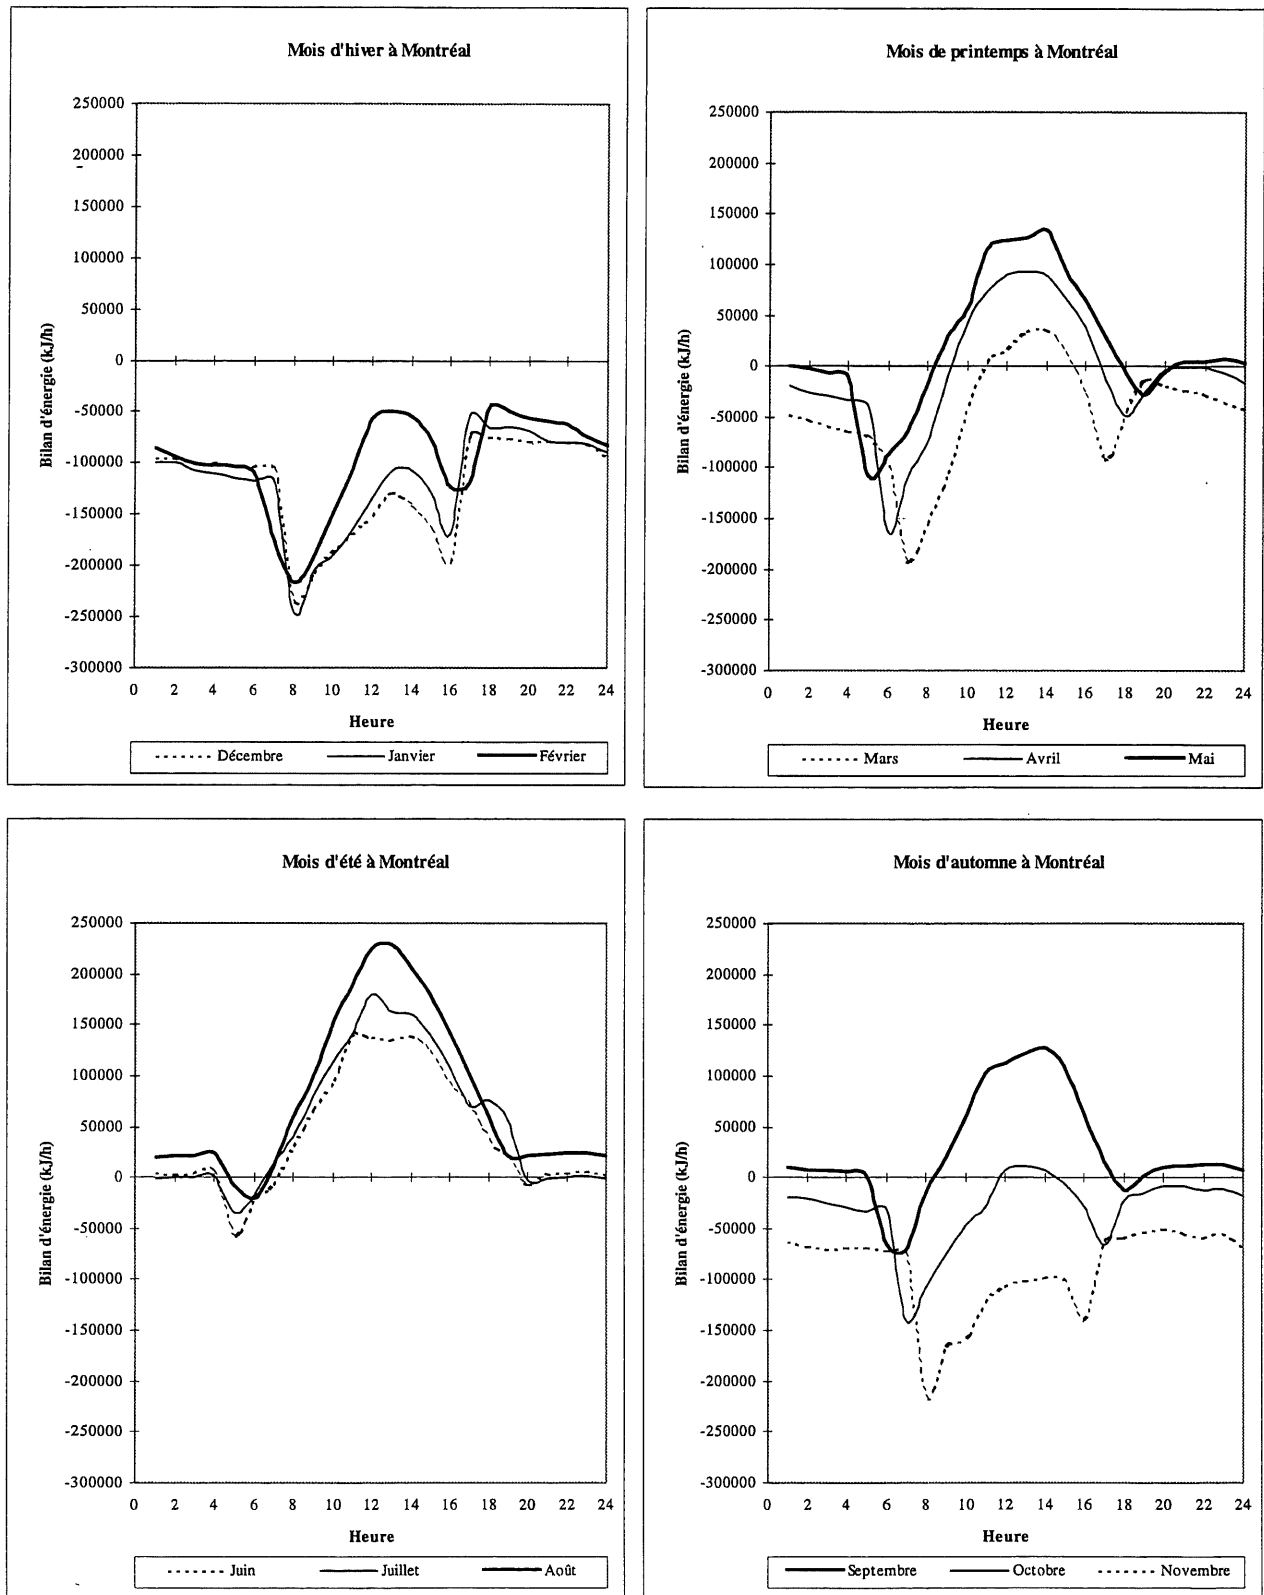 Mois d'hiver à Montréal
250000
200000
150000
100000
50000
0
-50000
-100000
-150000
-200000
-250000
-300000
Bilan d'énergie (kJ/h)
0 2 4 6 8 10 12 14 16 18 20 22 24
Heure
Décembre Janvier Février
Mois de printemps à Montréal
250000
200000
150000
100000
50000
0
-50000
-100000
-150000
-200000
-250000
-300000
Bilan d'énergie (kJ/h)
0 2 4 6 8 10 12 14 16 18 20 22 24
Heure
Mars Avril Mai
Mois d'été à Montréal
250000
200000
150000
100000
50000
0
-50000
-100000
-150000
-200000
-250000
-300000
Bilan d'énergie (kJ/h)
0 2 4 6 8 10 12 14 16 18 20 22 24
Heure
Juin Juillet Août
Mois d'automne à Montréal
250000
200000
150000
100000
50000
0
-50000
-100000
-150000
-200000
-250000
-300000
Bilan d'énergie (kJ/h)
0 2 4 6 8 10 12 14 16 18 20 22 24
Heure
Septembre Octobre Novembre